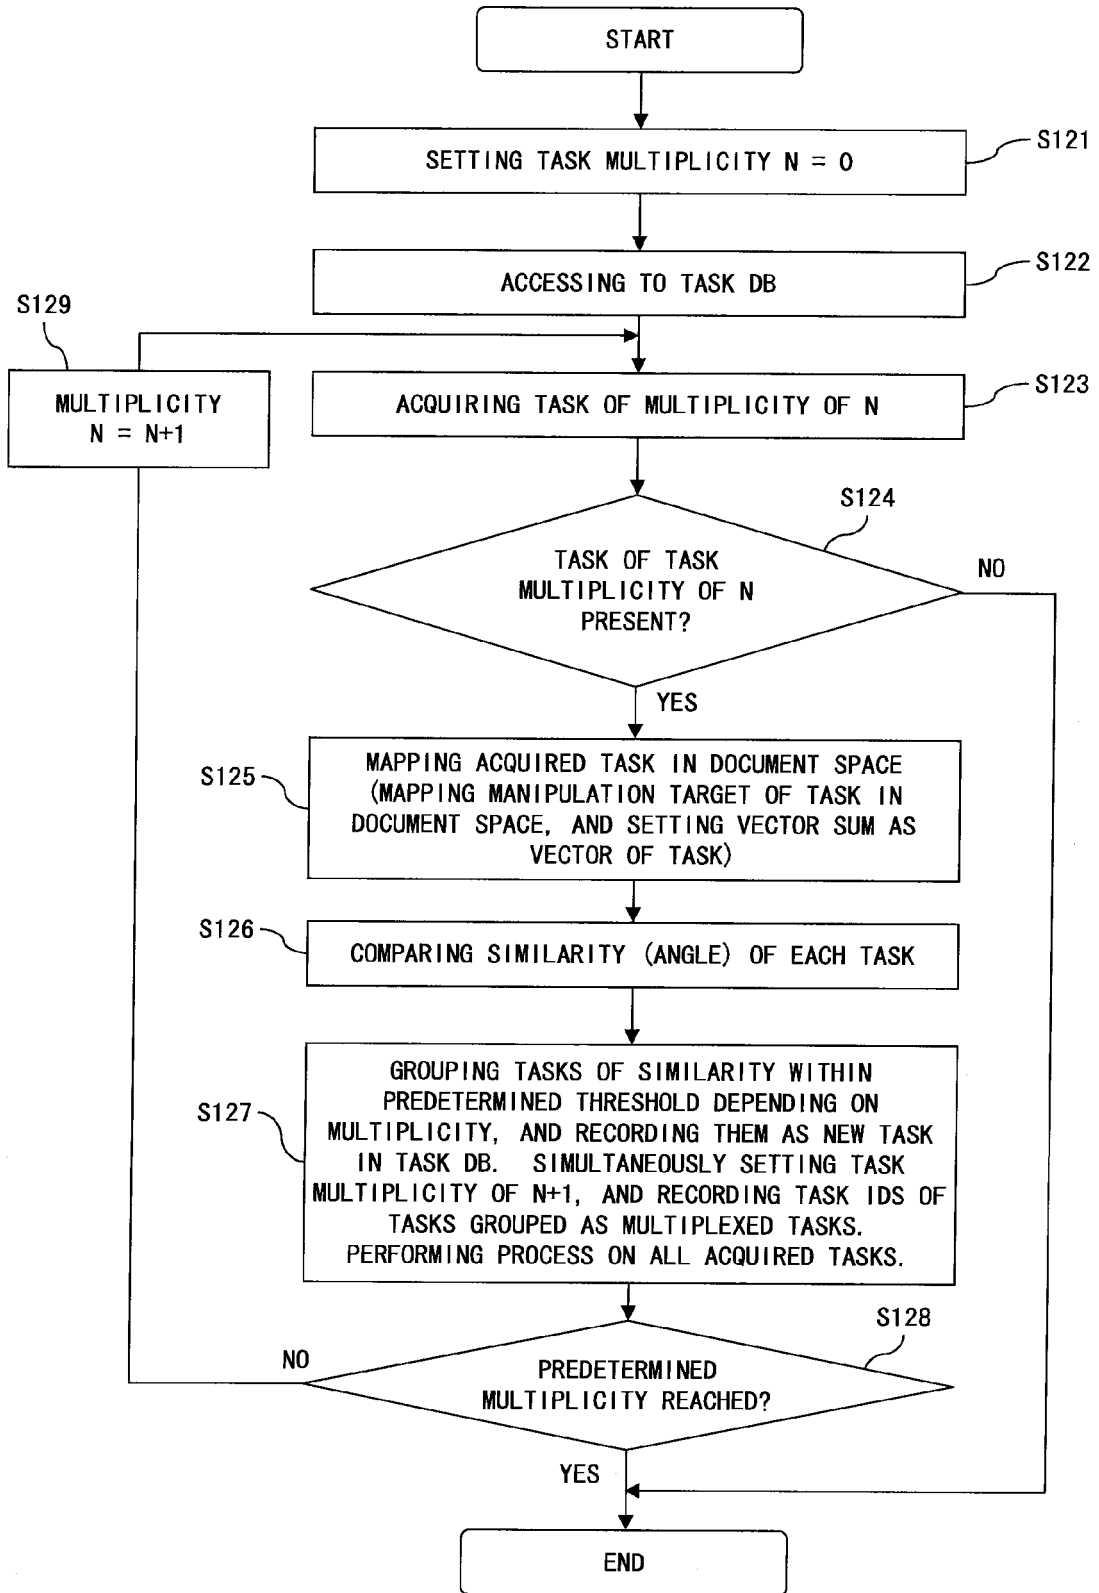 START
SETTING TASK MULTIPLICITY N = 0
S121
ACCESSING TO TASK DB
S122
S129
MULTIPLICITY
N = N+1
ACQUIRING TASK OF MULTIPLICITY OF N
S123
S124
TASK OF TASK
MULTIPLICITY OF N
PRESENT?
NO
YES
S125
MAPPING ACQUIRED TASK IN DOCUMENT SPACE
(MAPPING MANIPULATION TARGET OF TASK IN
DOCUMENT SPACE, AND SETTING VECTOR SUM AS
VECTOR OF TASK)
S126
COMPARING SIMILARITY (ANGLE) OF EACH TASK
S127
GROUPING TASKS OF SIMILARITY WITHIN
PREDETERMINED THRESHOLD DEPENDING ON
MULTIPLICITY, AND RECORDING THEM AS NEW TASK
IN TASK DB. SIMULTANEOUSLY SETTING TASK
MULTIPLICITY OF N+1, AND RECORDING TASK IDS OF
TASKS GROUPED AS MULTIPLEXED TASKS.
PERFORMING PROCESS ON ALL ACQUIRED TASKS.
S128
NO
PREDETERMINED
MULTIPLICITY REACHED?
YES
END